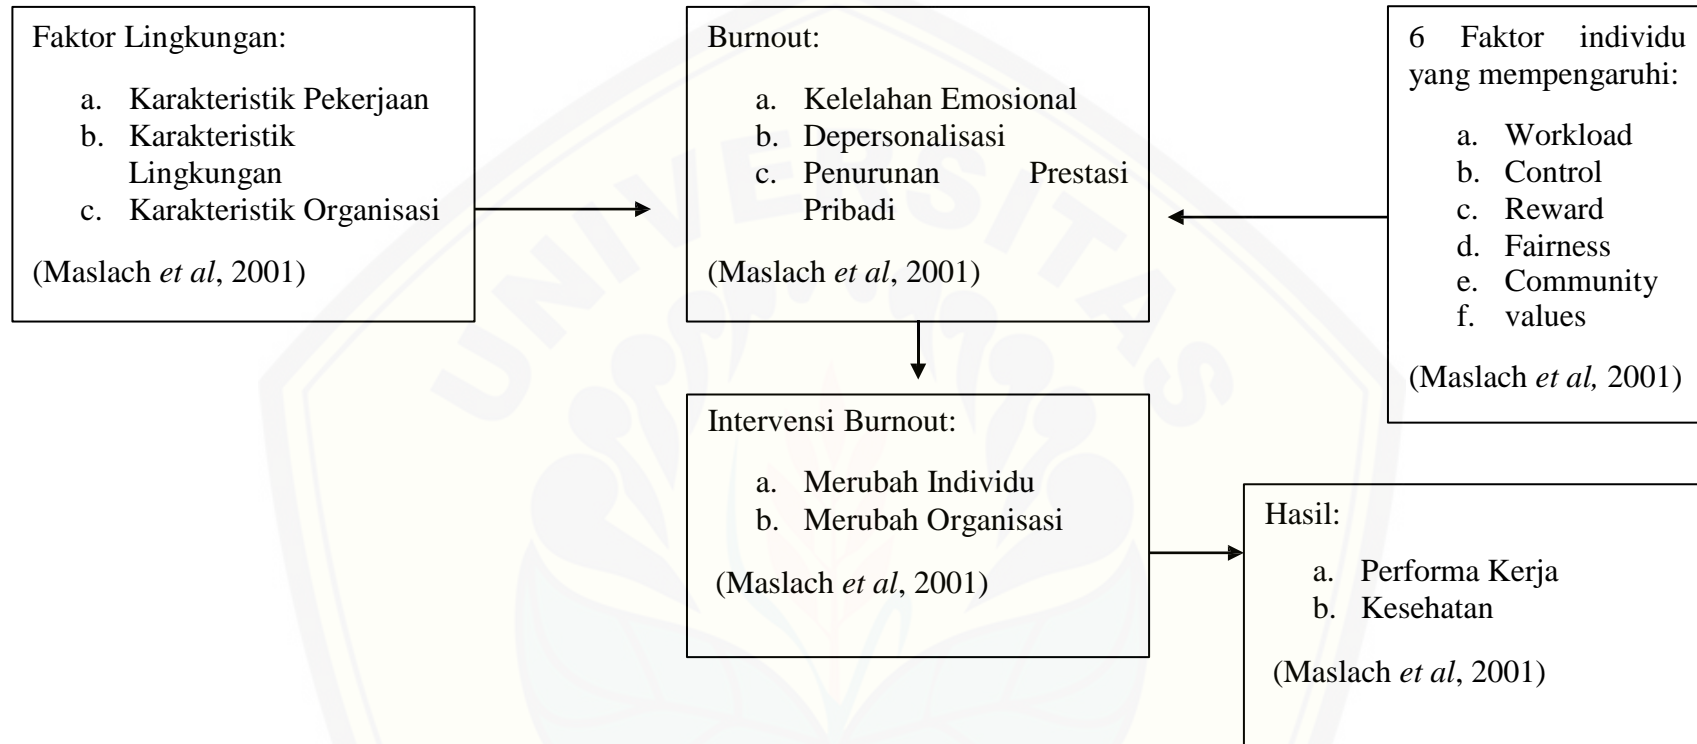 Faktor Lingkungan:
a. Karakteristik Pekerjaan
b. Karakteristik
Lingkungan
c. Karakteristik Organisasi
(Maslach et al, 2001)
Burnout:
a. Kelelahan Emosional
b. Depersonalisasi
c. Penurunan Prestasi
Pribadi
(Maslach et al, 2001)
6 Faktor individu
yang mempengaruhi:
a. Workload
b. Control
c. Reward
d. Fairness
e. Community
f. values
(Maslach et al, 2001)
Intervensi Burnout:
a. Merubah Individu
b. Merubah Organisasi
(Maslach et al, 2001)
Hasil:
a. Performa Kerja
b. Kesehatan
(Maslach et al, 2001)
UNIVERSITAS